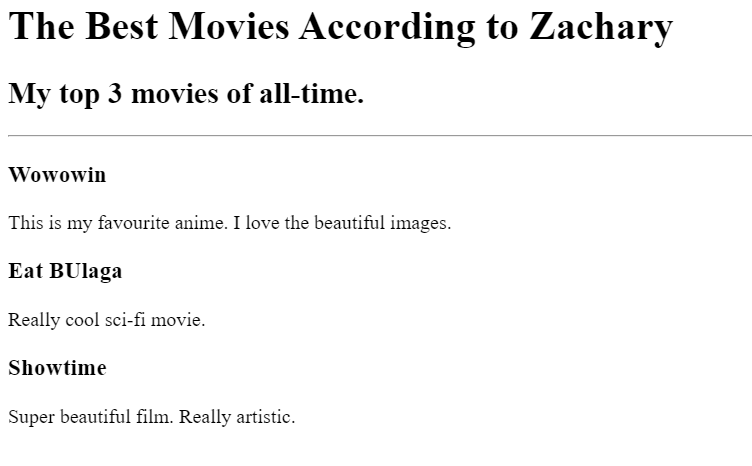 The Best Movies According to Zachary
My top 3 movies of all-time.
Wowowin
This is my favourite anime. I love the beautiful images.
Eat BUlaga
Really cool sci-fi movie.
Showtime
Super beautiful film. Really artistic.